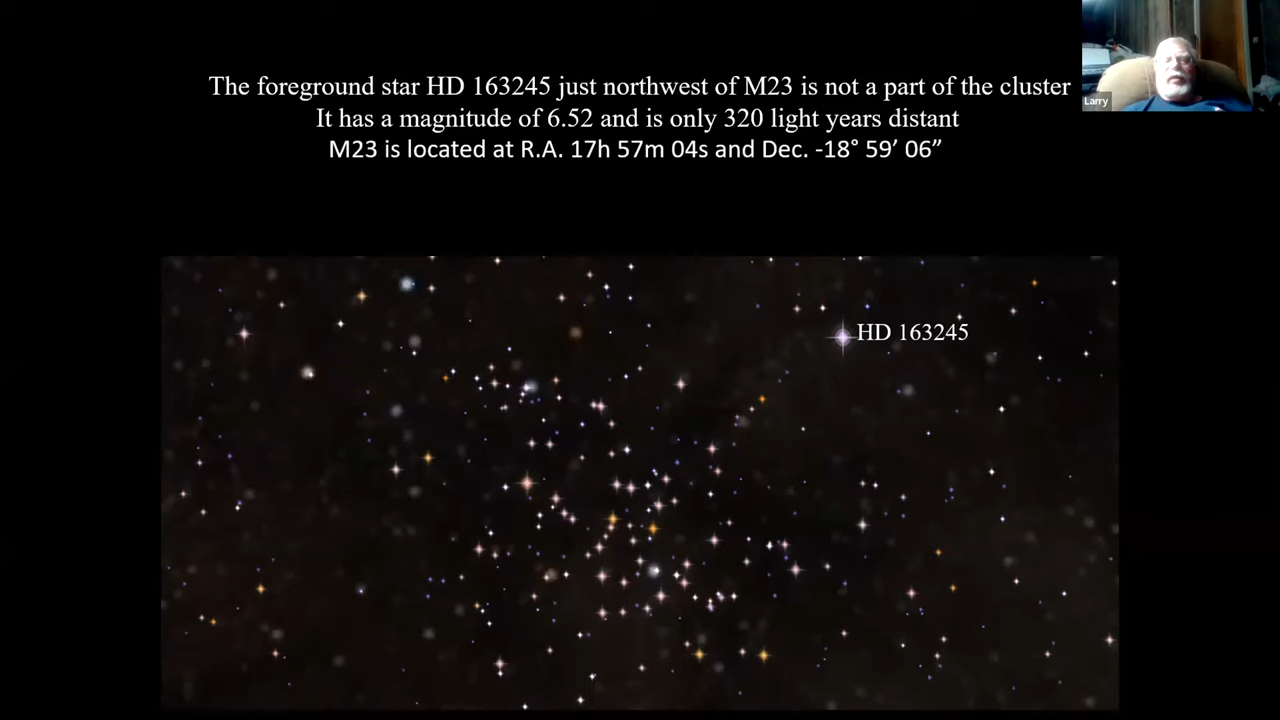 The foreground star HD 163245 just northwest of M23 is not a part of the cluster
It has a magnitude of 6.52 and is only 320 light years distant
M23 is located at R.A. 17h 57m 04s and Dec. -18° 59’ 06”
Larry
HD 163245